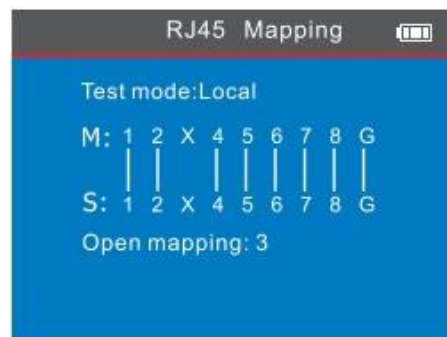 RJ45 Mapping
Test mode:Local
M: 1 2 X 4 5 6 7 8 G
S: 1 2 X 4 5 6 7 8 G
Open mapping: 3